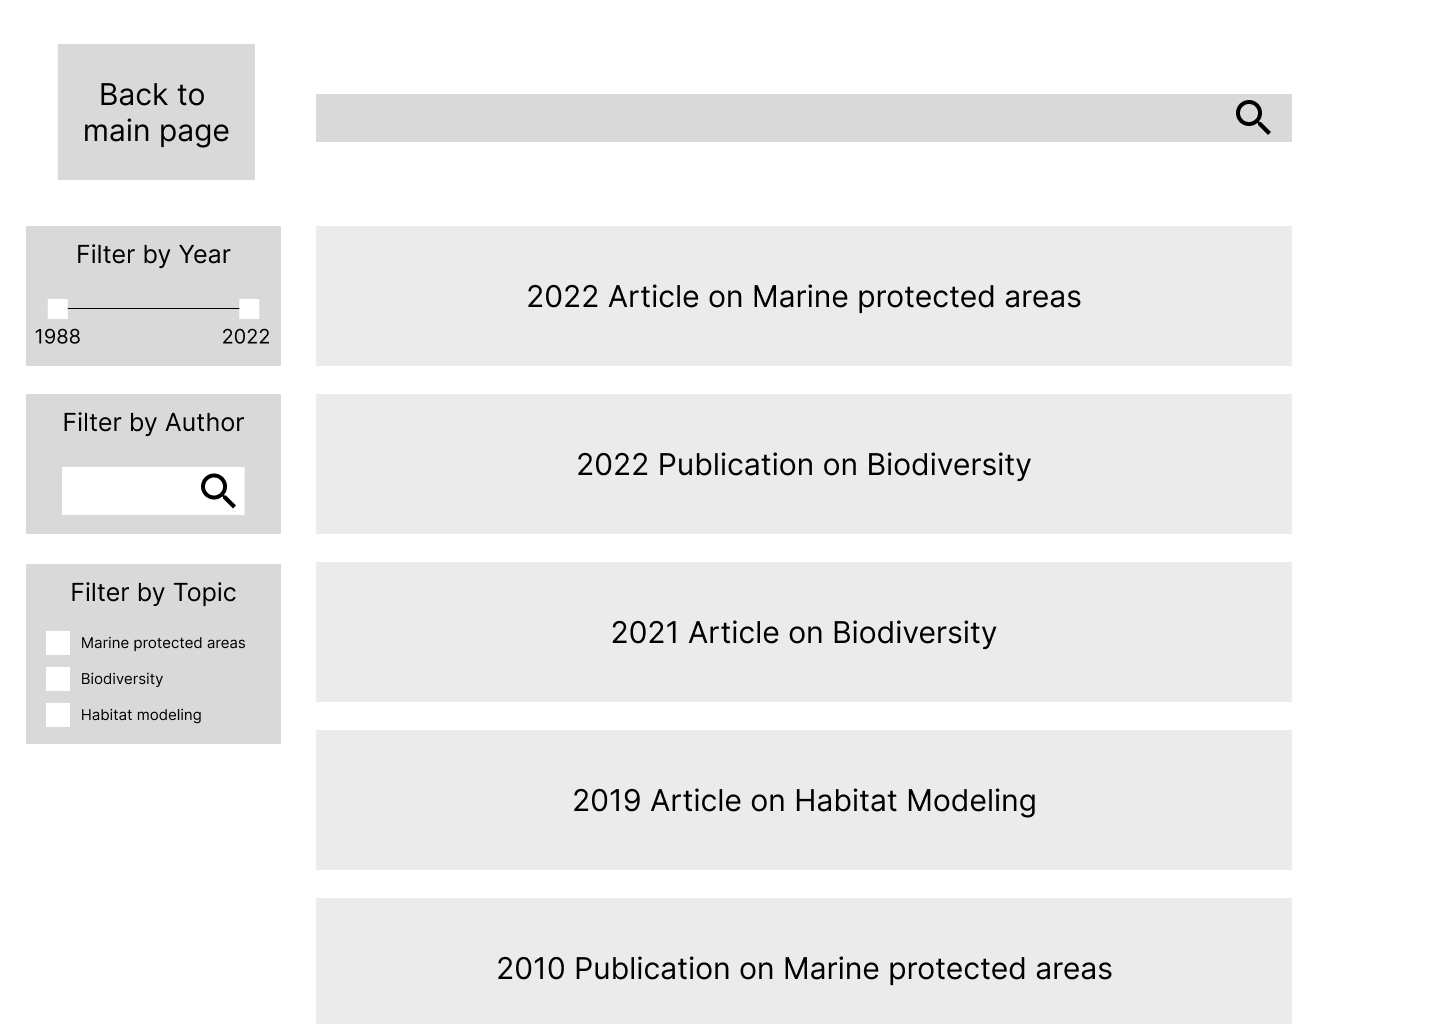 Back to
main page
Filter by Year
1988
2022
Filter by Author
Filter by Topic
Marine protected areas
Biodiversity
Habitat modeling
2022 Article on Marine protected areas
2022 Publication on Biodiversity
2021 Article on Biodiversity
2019 Article on Habitat Modeling
2010 Publication on Marine protected areas